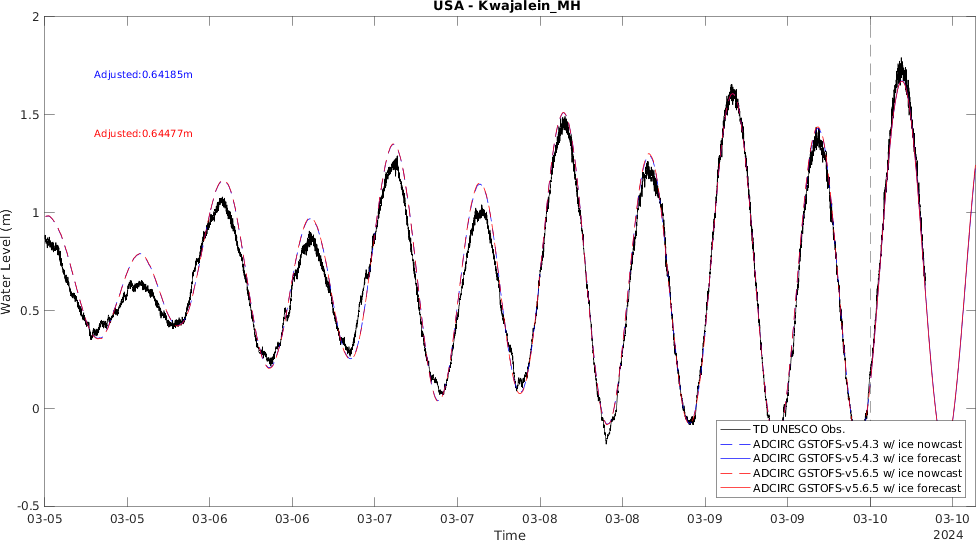 USA - Kwajalein_MH
2
1.5
1
0.5
0
-0.5
Water Level (m)
Adjusted:0.64185m
Adjusted:0.64477m
TD UNESCO Obs.
ADCIRC GSTOFS-v5.4.3 w/ ice nowcast
ADCIRC GSTOFS-v5.4.3 w/ ice forecast
ADCIRC GSTOFS-v5.6.5 w/ ice nowcast
ADCIRC GSTOFS-v5.6.5 w/ ice forecast
03-05 03-05 03-06 03-06 03-07 03-07 03-08 03-08 03-09 03-09 03-10 03-10
2024
Time